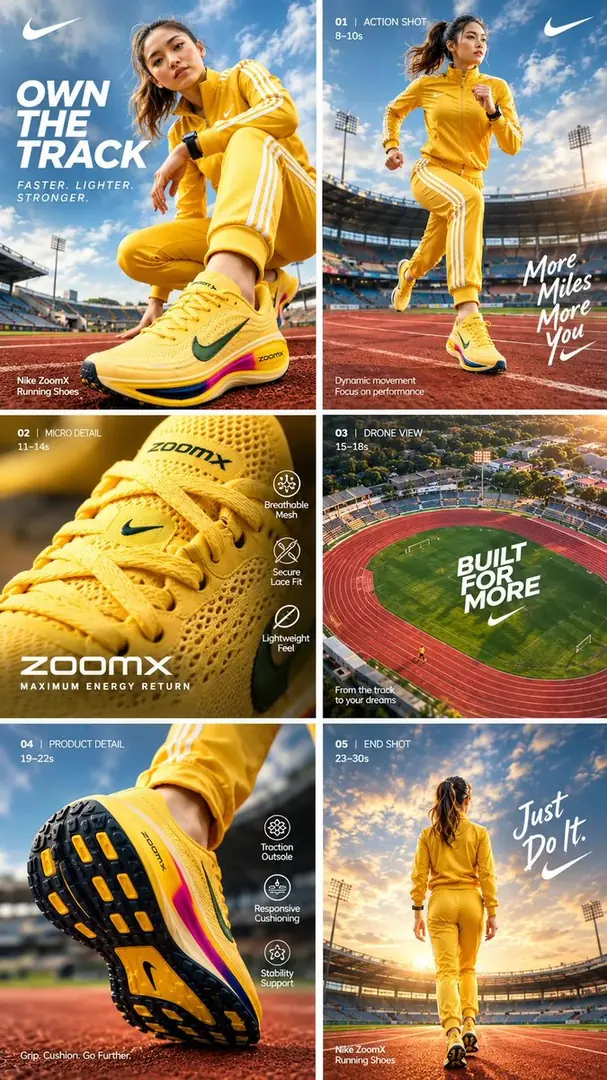 OWN
THE
TRACK
FASTER. LIGHTER.
STRONGER.
ZOOMX
ZOOMX
Nike ZoomX
Running Shoes
01 | ACTION SHOT
8–10s
More
Miles
More
You
Dynamic movement
Focus on performance
02 | MICRO DETAIL
11–14s
ZOOMX
Breathable
Mesh
Secure
Lace Fit
Lightweight
Feel
ZOOMX
MAXIMUM ENERGY RETURN
03 | DRONE VIEW
15–18s
BUILT
FOR
MORE
From the track
to your dreams
04 | PRODUCT DETAIL
19–22s
ZOOMX
Traction
Outsole
Responsive
Cushioning
Stability
Support
Grip. Cushion. Go Further.
05 | END SHOT
23–30s
Just
Do It.
Nike ZoomX
Running Shoes